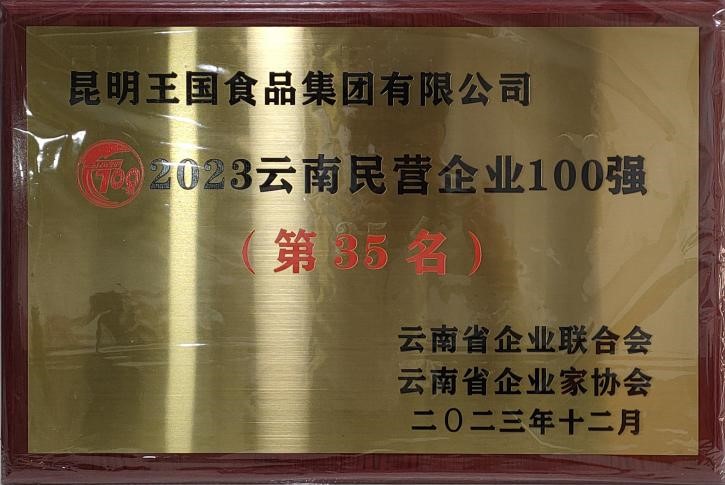 昆明王国食品集团有限公司
2023云南民营企业100强
（第35名）
云南省企业联合会
云南省企业家协会
二〇二三年十二月